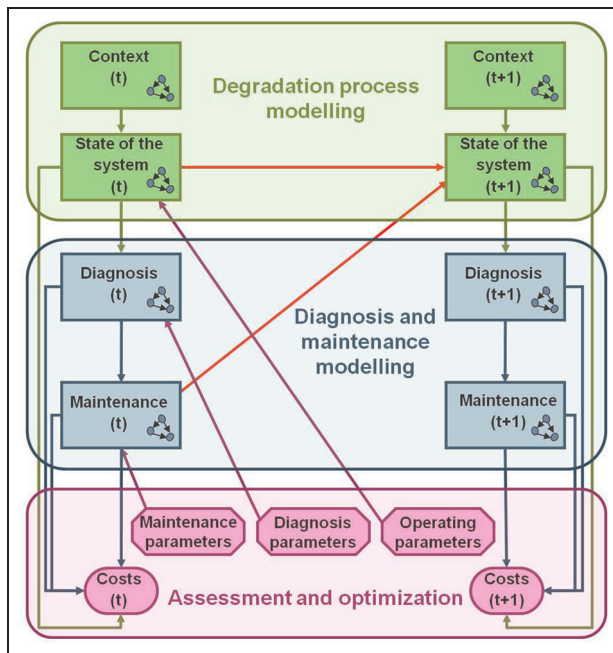 Context
(t)
Context
(t+1)
Degradation process
modelling
State of the
system
(t)
State of the
system
(t+1)
Diagnosis
(t)
Diagnosis
(t+1)
Diagnosis and
maintenance
modelling
Maintenance
(t)
Maintenance
(t+1)
Maintenance
parameters
Diagnosis
parameters
Operating
parameters
Costs
(t)
Assessment and optimization
Costs
(t+1)